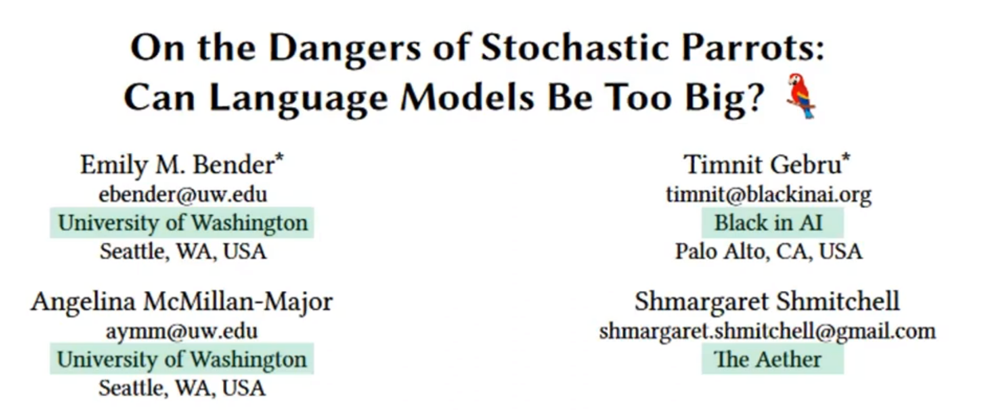 On the Dangers of Stochastic Parrots:
Can Language Models Be Too Big? 🦜
Emily M. Bender*
ebender@uw.edu
University of Washington
Seattle, WA, USA
Timnit Gebru*
timnit@blackinai.org
Black in AI
Palo Alto, CA, USA
Angelina McMillan-Major
aymm@uw.edu
University of Washington
Seattle, WA, USA
Shmargaret Shmitchell
shmargaret.shmitchell@gmail.com
The Aether